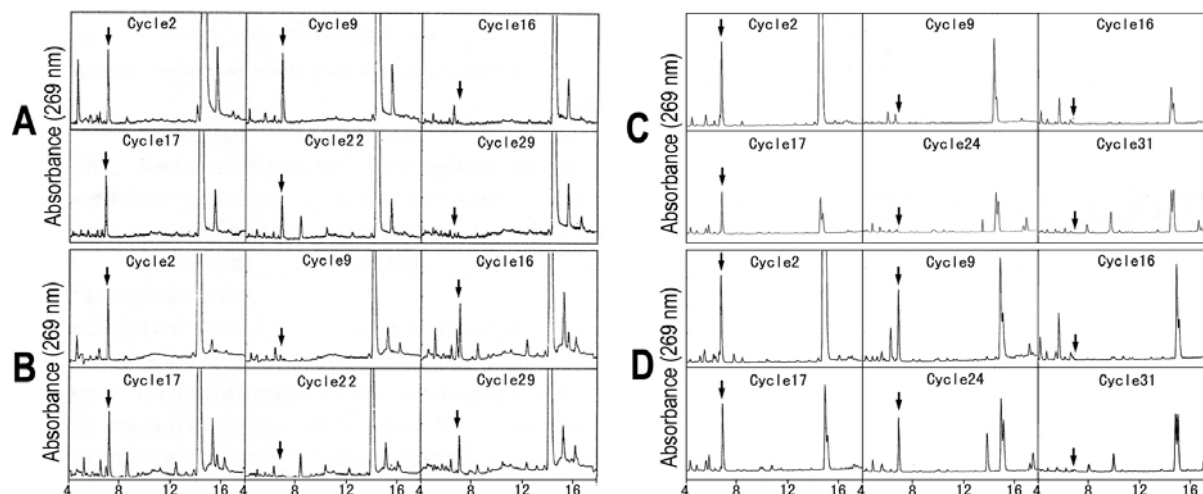 A
Absorbance (269 nm)
Cycle2 Cycle9 Cycle16
Cycle17 Cycle22 Cycle29
B
Absorbance (269 nm)
Cycle2 Cycle9 Cycle16
Cycle17 Cycle22 Cycle29
4 8 12 16 4 8 12 16 4 8 12 16
C
Absorbance (269 nm)
Cycle2 Cycle9 Cycle16
Cycle17 Cycle24 Cycle31
D
Absorbance (269 nm)
Cycle2 Cycle9 Cycle16
Cycle17 Cycle24 Cycle31
4 8 12 16 4 8 12 16 4 8 12 16